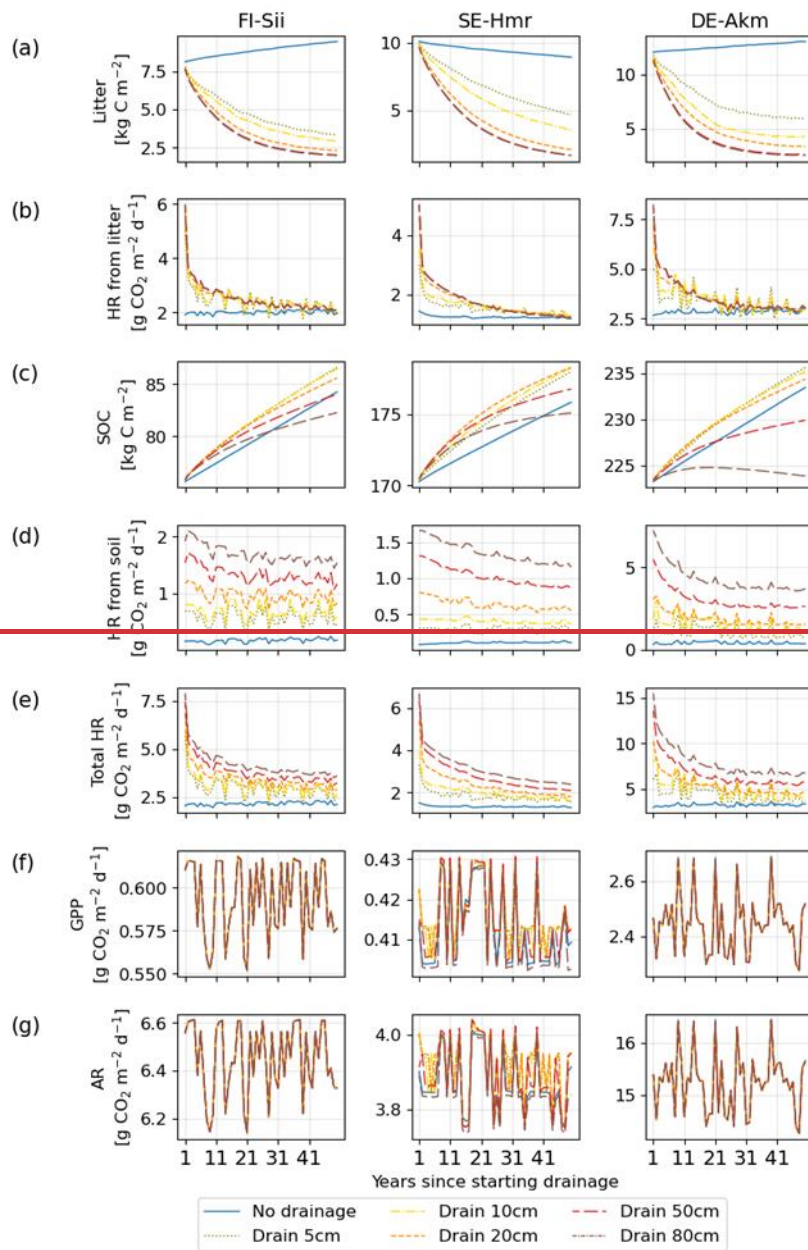 FI-Sii SE-Hmr DE-Akm
(a)
Litter
[kg C m⁻²]
7.5
5.0
2.5
10
5
10
5
(b)
HR from litter
[g CO₂ m⁻² d⁻¹]
6
4
2
4
2
7.5
5.0
2.5
(c)
SOC
[kg C m⁻²]
85
80
175
170
235
230
225
(d)
HR from soil
[g CO₂ m⁻² d⁻¹]
2
1
1.5
1.0
0.5
5
0
(e)
Total HR
[g CO₂ m⁻² d⁻¹]
7.5
5.0
2.5
6
4
2
15
10
5
(f)
GPP
[g CO₂ m⁻² d⁻¹]
0.600
0.575
0.550
0.43
0.42
0.41
2.6
2.4
(g)
AR
[g CO₂ m⁻² d⁻¹]
6.6
6.4
6.2
4.0
3.8
16
15
1 11 21 31 41 1 11 21 31 41 1 11 21 31 41
Years since starting drainage
No drainage Drain 10cm Drain 50cm
Drain 5cm Drain 20cm Drain 80cm